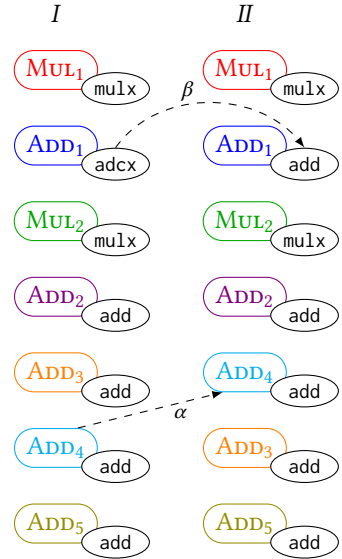 I II
MUL1 mulx MUL1 mulx
β
ADD1 adcx ADD1 add
MUL2 mulx MUL2 mulx
ADD2 add ADD2 add
ADD3 add ADD4 add
α
ADD4 add ADD3 add
ADD5 add ADD5 add